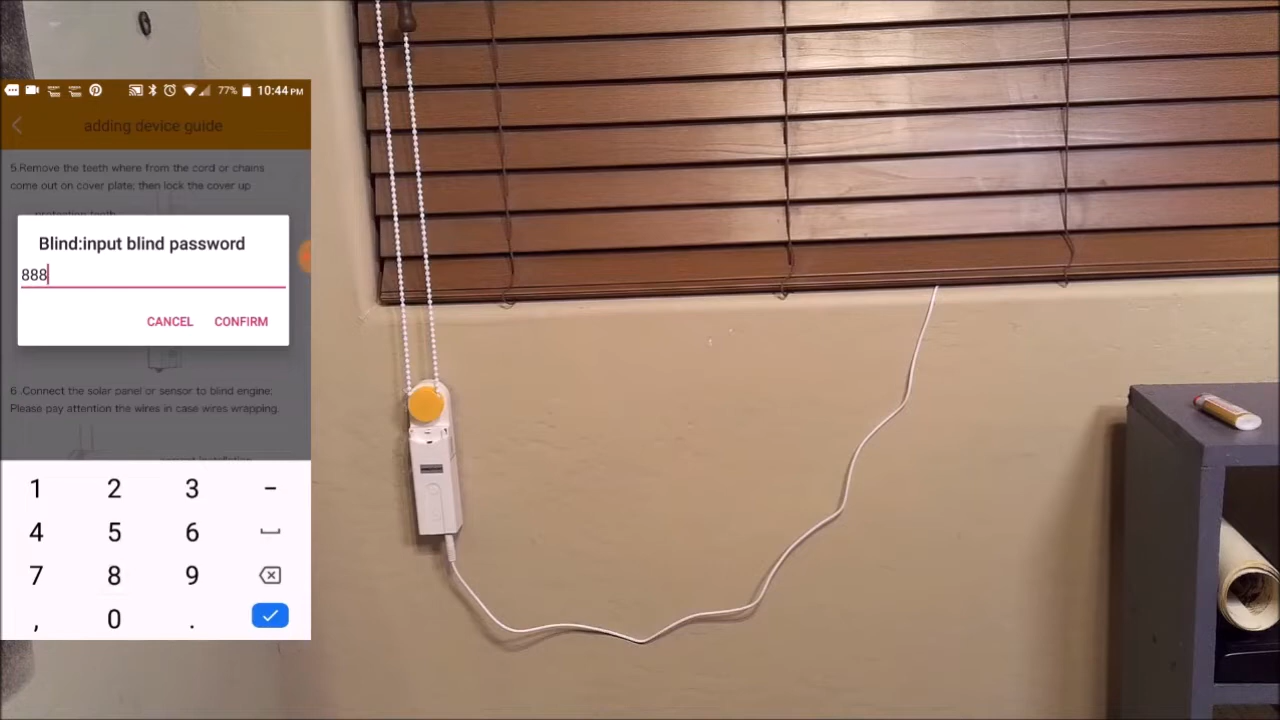 77% 10:44 PM
adding device guide
5.Remove the teeth where from the cord or chains
come out on cover plate; then lock the cover up
Blind:input blind password
888
CANCEL CONFIRM
6 .Connect the solar panel or sensor to blind engine;
Please pay attention the wires in case wires wrapping.
1 2 3 -
4 5 6
7 8 9
, 0 .